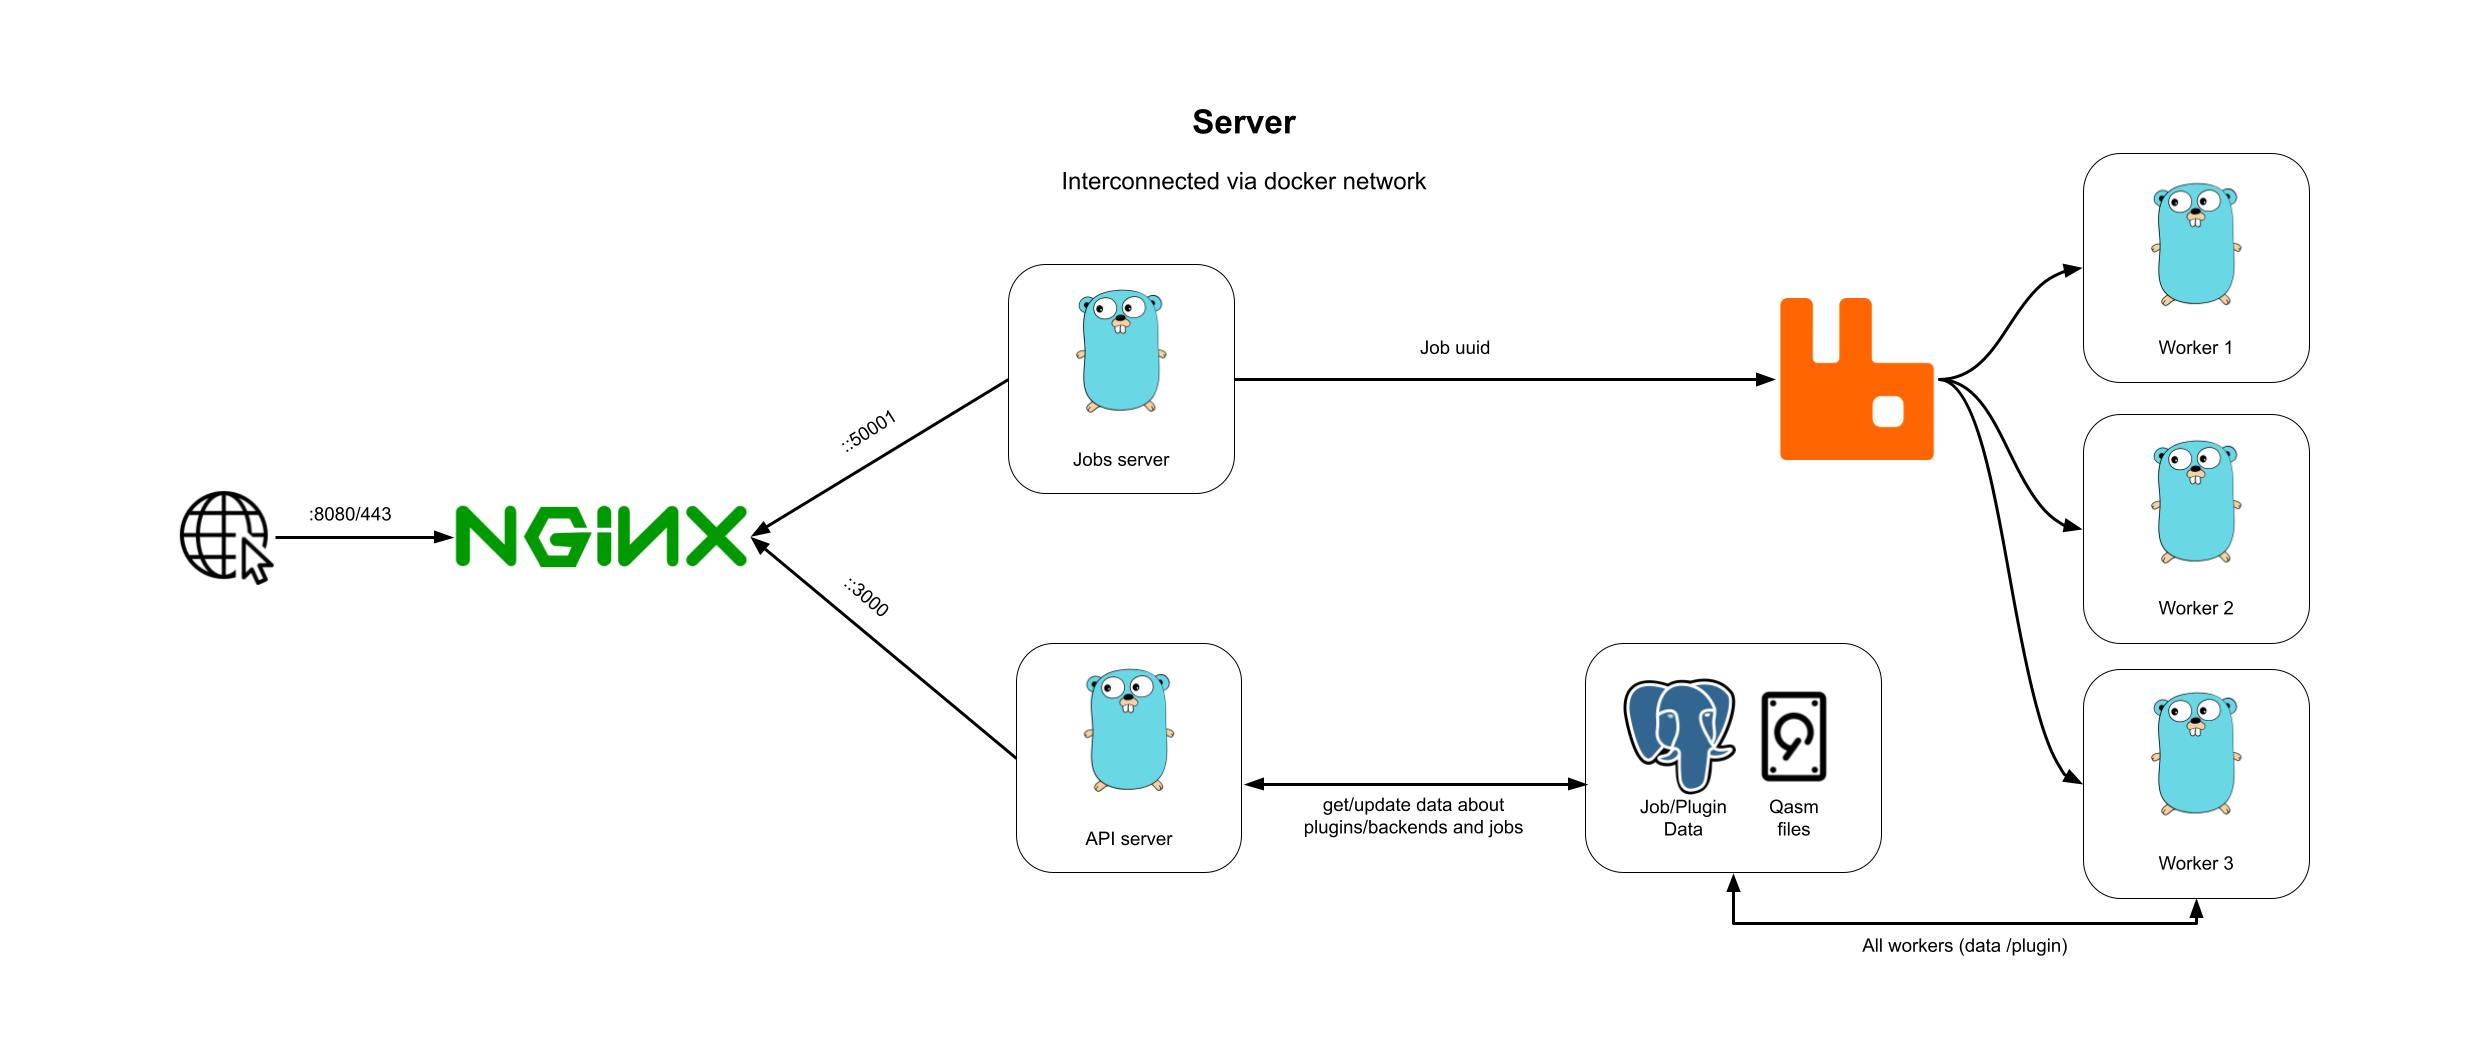 Server
Interconnected via docker network
:8080/443
NGINX
::50001
::3000
Jobs server
Job uuid
API server
get/update data about
plugins/backends and jobs
Job/Plugin
Data
Qasm
files
Worker 1
Worker 2
Worker 3
All workers (data /plugin)